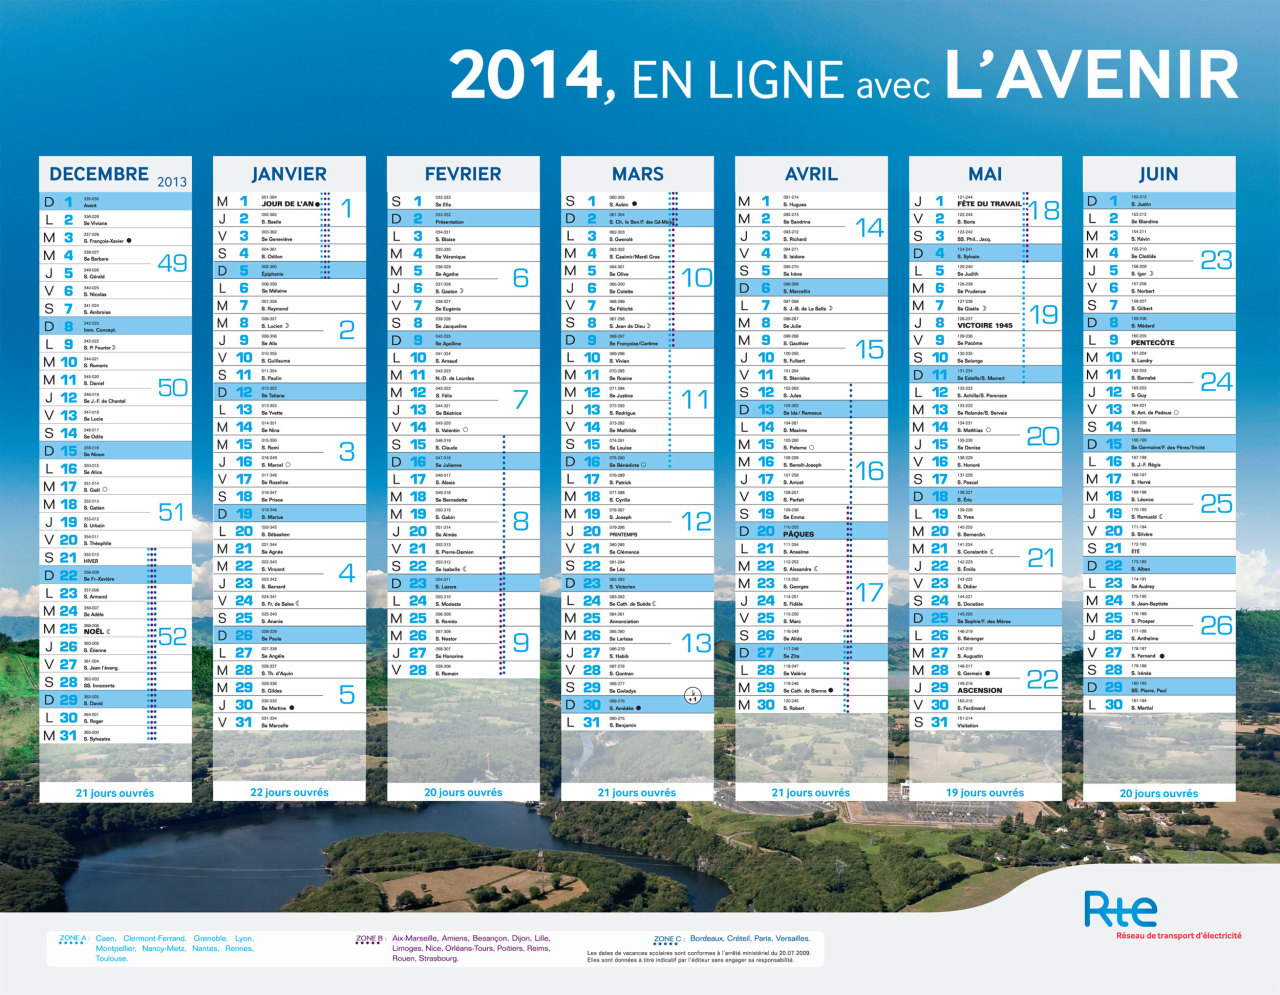 2014, EN LIGNE avec L'AVENIR
DECEMBRE 2013
D 1 Avent
L 2 Se Viviane
M 3 S. François-Xavier
M 4 Se Barbara
J 5 S. Gérald
49
V 6 S. Nicolas
S 7 S. Ambroise
D 8 Imm. Concept.
L 9 S. P. Fourier
M 10 S. Romaric
M 11 S. Daniel
50
J 12 Se J.-F. de Chantal
V 13 Se Lucie
S 14 Se Odile
D 15 Se Ninon
L 16 Se Alice
M 17 S. Gaël
M 18 S. Gatien
51
J 19 S. Urbain
V 20 S. Théophile
S 21 HIVER
D 22 Se Fr.-Xavière
L 23 S. Armand
M 24 Se Adèle
M 25 NOËL
52
J 26 S. Étienne
V 27 S. Jean l'évang.
S 28 SS. Innocents
D 29 S. David
L 30 S. Roger
M 31 S. Sylvestre
21 jours ouvrés
JANVIER
M 1 JOUR DE L'AN
1
J 2 S. Basile
V 3 Se Geneviève
S 4 S. Odilon
D 5 Epiphanie
L 6 Se Mélaine
M 7 S. Raymond
M 8 S. Lucien
2
J 9 Se Alix
V 10 S. Guillaume
S 11 S. Paulin
D 12 Se Tatiana
L 13 Se Yvette
M 14 Se Nina
M 15 S. Remi
3
J 16 S. Marcel
V 17 Se Roseline
S 18 Se Prisca
D 19 S. Marius
L 20 S. Sébastien
M 21 Se Agnès
M 22 S. Vincent
4
J 23 S. Barnard
V 24 S. Fr. de Sales
S 25 S. Ananie
D 26 Se Paule
L 27 Se Angèle
M 28 S. Th. d'Aquin
M 29 S. Gildas
5
J 30 Se Martine
V 31 Se Marcelle
22 jours ouvrés
FEVRIER
S 1 Se Ella
D 2 Présentation
L 3 S. Blaise
M 4 Se Véronique
M 5 Se Agathe
6
J 6 S. Gaston
V 7 Se Eugénie
S 8 Se Jacqueline
D 9 Se Apolline
L 10 S. Arnaud
M 11 N.-D. de Lourdes
M 12 S. Félix
7
J 13 Se Béatrice
V 14 S. Valentin
S 15 S. Claude
D 16 Se Julienne
L 17 S. Alexis
M 18 Se Bernadette
M 19 S. Gabin
8
J 20 Se Aimée
V 21 S. Pierre-Damien
S 22 Se Isabelle
D 23 S. Lazare
L 24 S. Modeste
M 25 S. Roméo
M 26 S. Nestor
9
J 27 Se Honorine
V 28 S. Romain
20 jours ouvrés
MARS
S 1 S. Aubin
D 2 S. Ch. le Bon/F. des Gd-Mères
L 3 S. Gwenolé
M 4 S. Casimir/Mardi Gras
M 5 Se Olive
10
J 6 Se Colette
V 7 Se Félicité
S 8 S. Jean de Dieu
D 9 Se Françoise/Carême
L 10 S. Vivien
M 11 Se Rosine
M 12 Se Justine
11
J 13 S. Rodrigue
V 14 Se Mathilde
S 15 Se Louise
D 16 Se Bénédicte
L 17 S. Patrick
M 18 S. Cyrille
M 19 S. Joseph
12
J 20 PRINTEMPS
V 21 Se Clémence
S 22 Se Léa
D 23 S. Victorien
L 24 Se Cath. de Suède
M 25 Annonciation
M 26 Se Larissa
13
J 27 S. Habib
V 28 S. Gontran
S 29 Se Gwladys
+1
D 30 S. Amédée
L 31 S. Benjamin
21 jours ouvrés
AVRIL
M 1 S. Hugues
M 2 Se Sandrine
14
J 3 S. Richard
V 4 S. Isidore
S 5 Se Irène
D 6 S. Marcellin
L 7 S. J.-B. de La Salle
M 8 Se Julie
M 9 S. Gauthier
15
J 10 S. Fulbert
V 11 S. Stanislas
S 12 S. Jules
D 13 Se Ida/ Rameaux
L 14 S. Maxime
M 15 S. Paterne
M 16 S. Benoît-Joseph
16
J 17 S. Anicet
V 18 S. Parfait
S 19 Se Emma
D 20 PÂQUES
L 21 S. Anselme
M 22 S. Alexandre
M 23 S. Georges
17
J 24 S. Fidèle
V 25 S. Marc
S 26 Se Alida
D 27 Se Zita
L 28 Se Valérie
M 29 Se Cath. de Sienne
M 30 S. Robert
21 jours ouvrés
MAI
J 1 FÊTE DU TRAVAIL
18
V 2 S. Boris
S 3 SS. Phil., Jacq.
D 4 S. Sylvain
L 5 Se Judith
M 6 Se Prudence
M 7 Se Gisèle
19
J 8 VICTOIRE 1945
V 9 Se Pacôme
S 10 Se Solange
D 11 Se Estelle/S. Mamert
L 12 S. Achille/S. Pancrace
M 13 Se Rolande/S. Servais
M 14 S. Matthias
20
J 15 Se Denise
V 16 S. Honoré
S 17 S. Pascal
D 18 S. Éric
L 19 S. Yves
M 20 S. Bernardin
M 21 S. Constantin
21
J 22 S. Émile
V 23 S. Didier
S 24 S. Donatien
D 25 Se Sophie/F. des Mères
L 26 S. Bérenger
M 27 S. Augustin
M 28 S. Germain
22
J 29 ASCENSION
V 30 S. Ferdinand
S 31 Visitation
19 jours ouvrés
JUIN
D 1 S. Justin
L 2 Se Blandine
M 3 S. Kévin
M 4 Se Clotilde
23
J 5 S. Igor
V 6 S. Norbert
S 7 S. Gilbert
D 8 S. Médard
L 9 PENTECÔTE
M 10 S. Landry
M 11 S. Barnabé
24
J 12 S. Guy
V 13 S. Ant. de Padoue
S 14 S. Élisée
D 15 Se Germaine/F. des Pères/Trinité
L 16 S. J.-F. Régis
M 17 S. Hervé
M 18 S. Léonce
25
J 19 S. Romuald
V 20 S. Silvère
S 21 ÉTÉ
D 22 S. Alban
L 23 Se Audrey
M 24 S. Jean-Baptiste
M 25 S. Prosper
26
J 26 S. Anthelme
V 27 S. Fernand
S 28 S. Irénée
D 29 SS. Pierre, Paul
L 30 S. Martial
20 jours ouvrés
ZONE A : Caen, Clermont-Ferrand, Grenoble, Lyon,
Montpellier, Nancy-Metz, Nantes, Rennes,
Toulouse.
ZONE B : Aix-Marseille, Amiens, Besançon, Dijon, Lille,
Limoges, Nice, Orléans-Tours, Poitiers, Reims,
Rouen, Strasbourg.
ZONE C : Bordeaux, Créteil, Paris, Versailles.
Les dates de vacances scolaires sont conformes à l'arrêté ministériel du 20.07.2009.
Elles sont données à titre indicatif par l'éditeur sans engager sa responsabilité.
Rte
Réseau de transport d'électricité